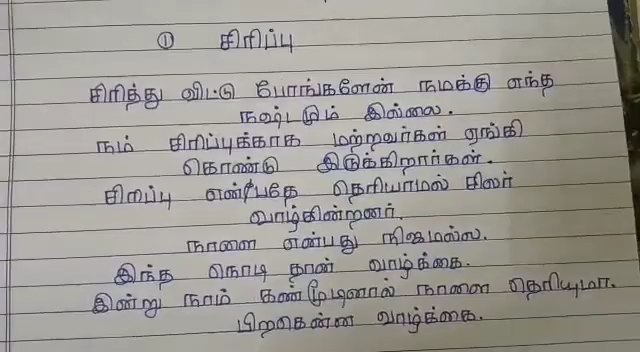 ① சிரிப்பு
சிரித்து விட்டு போங்களேன் நமக்கு எந்த
நஷ்டமும் இல்லை.
நம் சிரிப்புக்காக மற்றவர்கள் ஏங்கி
கொண்டு இருக்கிறார்கள்.
சிரிப்பு என்பதே தெரியாமல் சிலர்
வாழ்கின்றனர்.
நாளை என்பது நிஜமல்ல.
இந்த நொடி தான் வாழ்க்கை.
இன்று நாம் கண்மூடினால் நாளை தெரியுமா.
பிறகென்ன வாழ்க்கை.